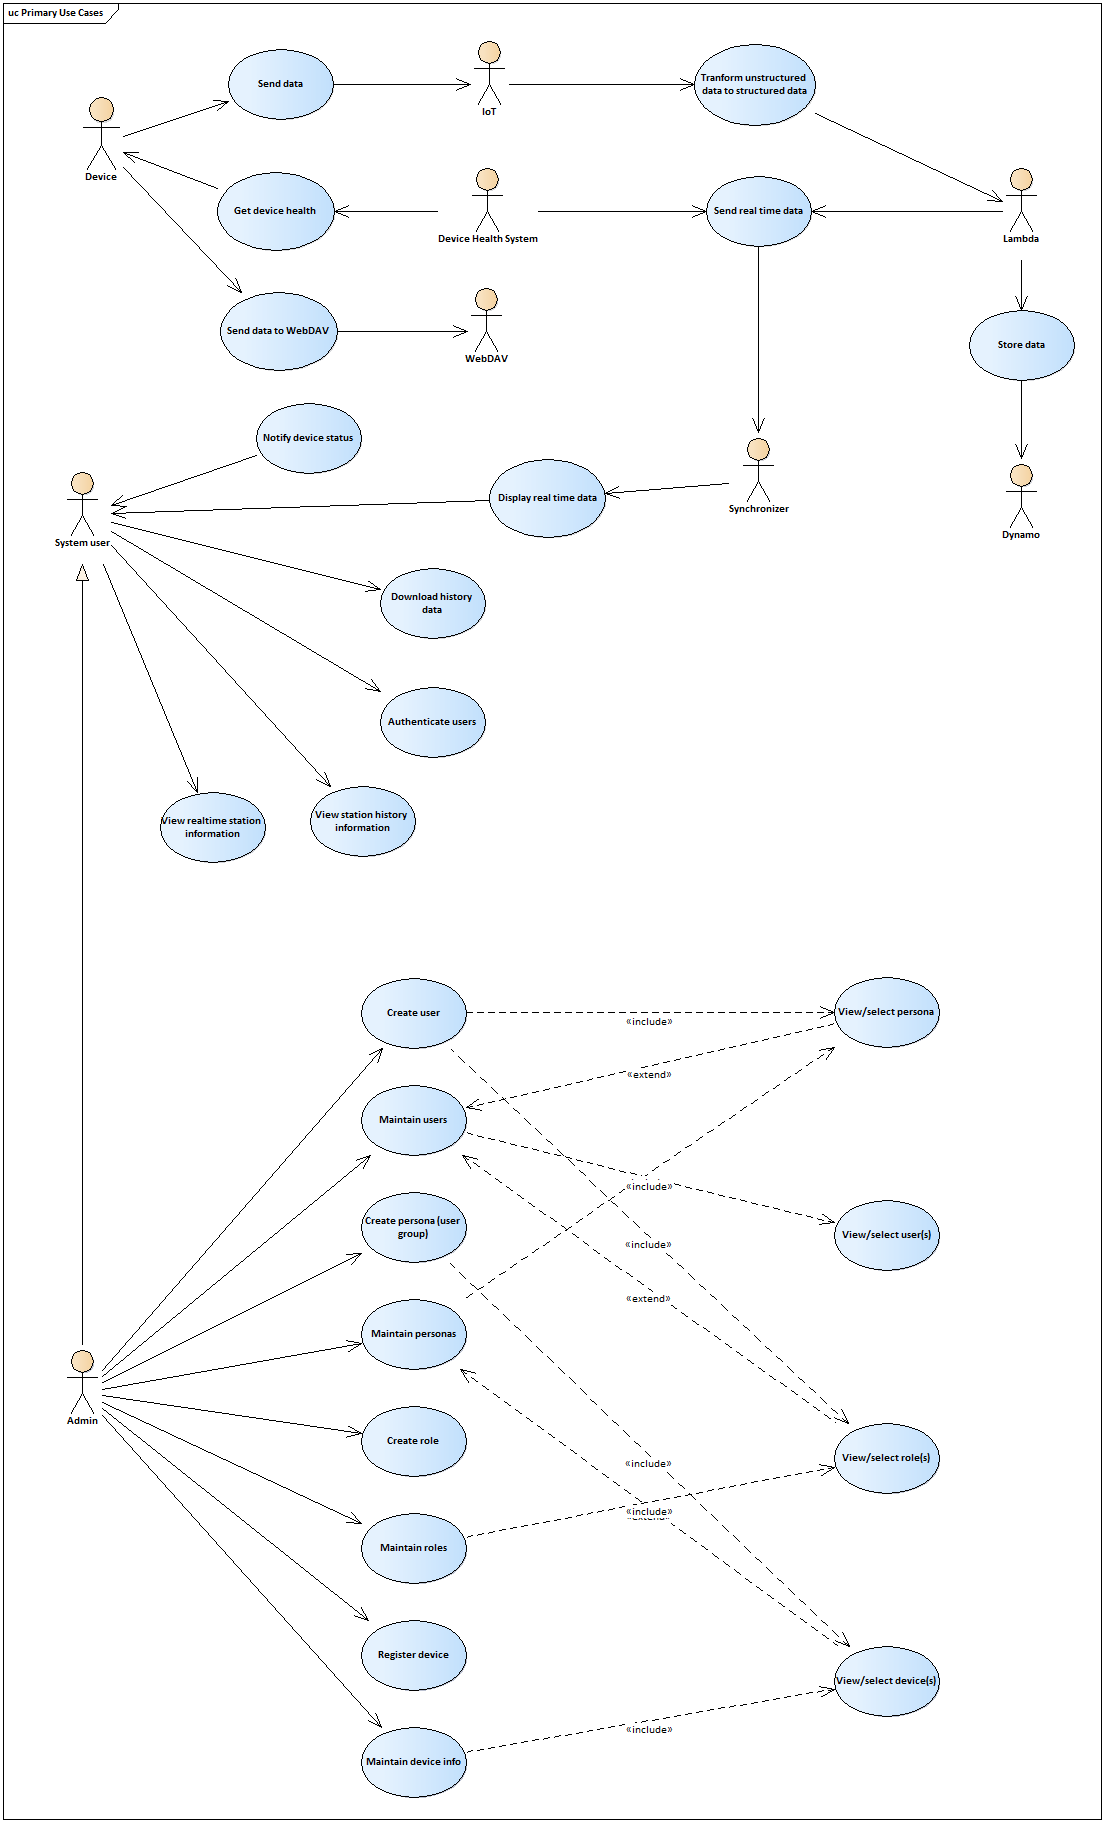 uc Primary Use Cases
Send data
IoT
Tranform unstructured
data to structured data
Device
Get device health
Device Health System
Send real time data
Lambda
Send data to WebDAV
WebDAV
Store data
Notify device status
System user
Display real time data
Synchronizer
Dynamo
Download history
data
Authenticate users
View realtime station
information
View station history
information
Create user
«include»
View/select persona
«extend»
Maintain users
«include»
Create persona (user
group)
«include»
View/select user(s)
«extend»
Maintain personas
Admin
Create role
«include»
View/select role(s)
«include»
«extend»
Maintain roles
Register device
View/select device(s)
«include»
Maintain device info